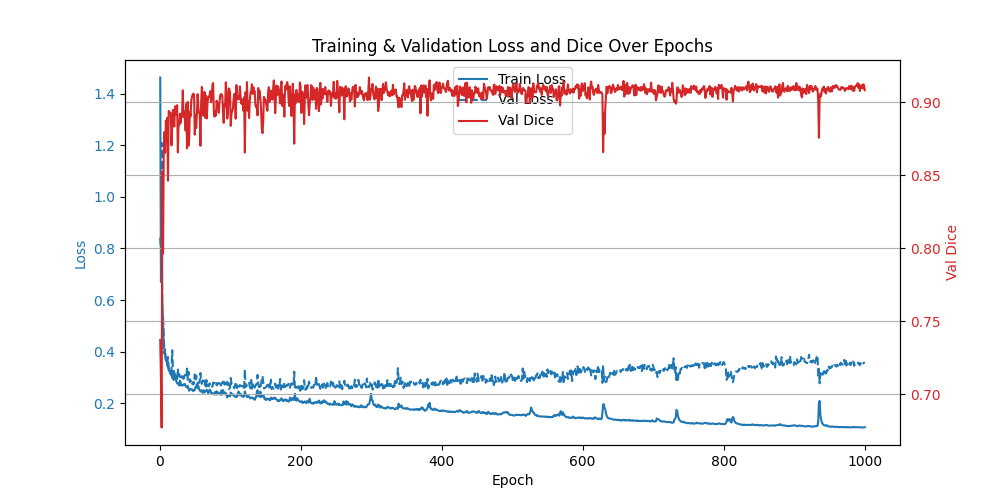 Training & Validation Loss and Dice Over Epochs
Train Loss
Val Loss
Val Dice
1.4
1.2
1.0
0.8
0.6
0.4
0.2
Loss
0.90
0.85
0.80
0.75
0.70
Val Dice
0
200
400
600
800
1000
Epoch